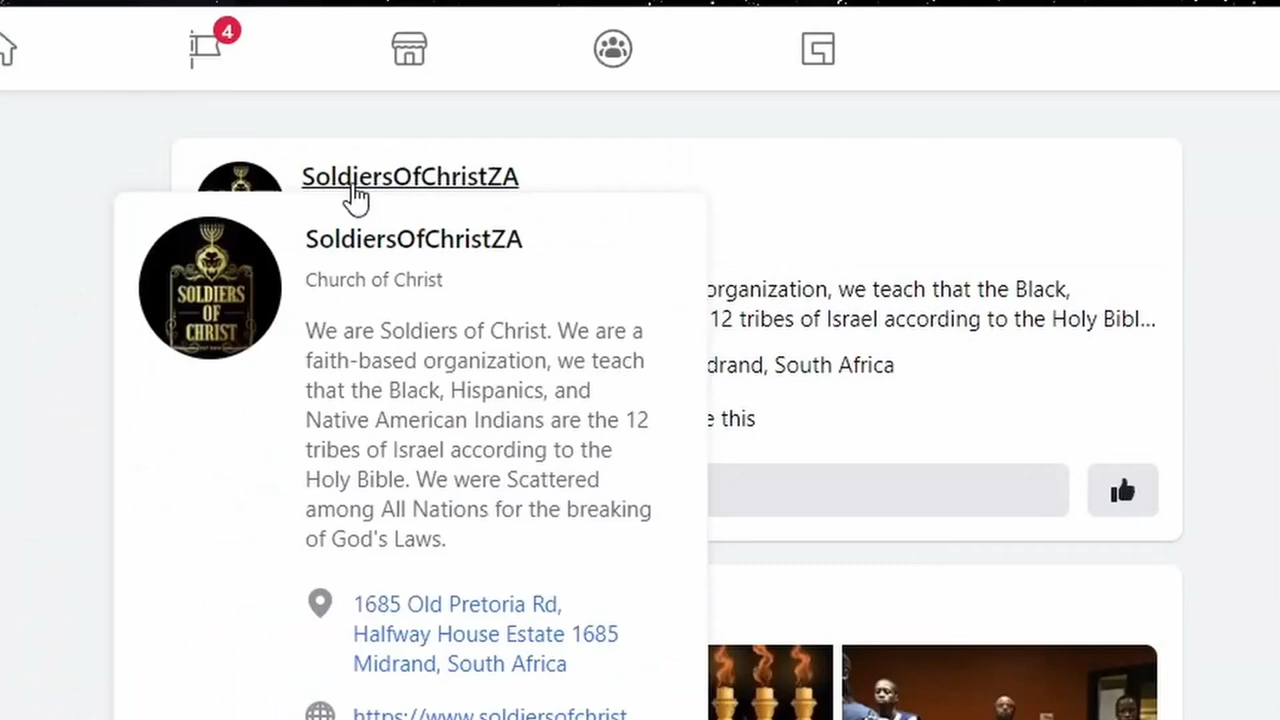 4
SoldiersOfChristZA
SoldiersOfChristZA
Church of Christ
SOLDIERS
OF
CHRIST
We are Soldiers of Christ. We are a
faith-based organization, we teach
that the Black, Hispanics, and
Native American Indians are the 12
tribes of Israel according to the
Holy Bible. We were Scattered
among All Nations for the breaking
of God's Laws.
1685 Old Pretoria Rd,
Halfway House Estate 1685
Midrand, South Africa
https://www.soldiersofchrist
organization, we teach that the Black,
12 tribes of Israel according to the Holy Bibl...
drand, South Africa
e this